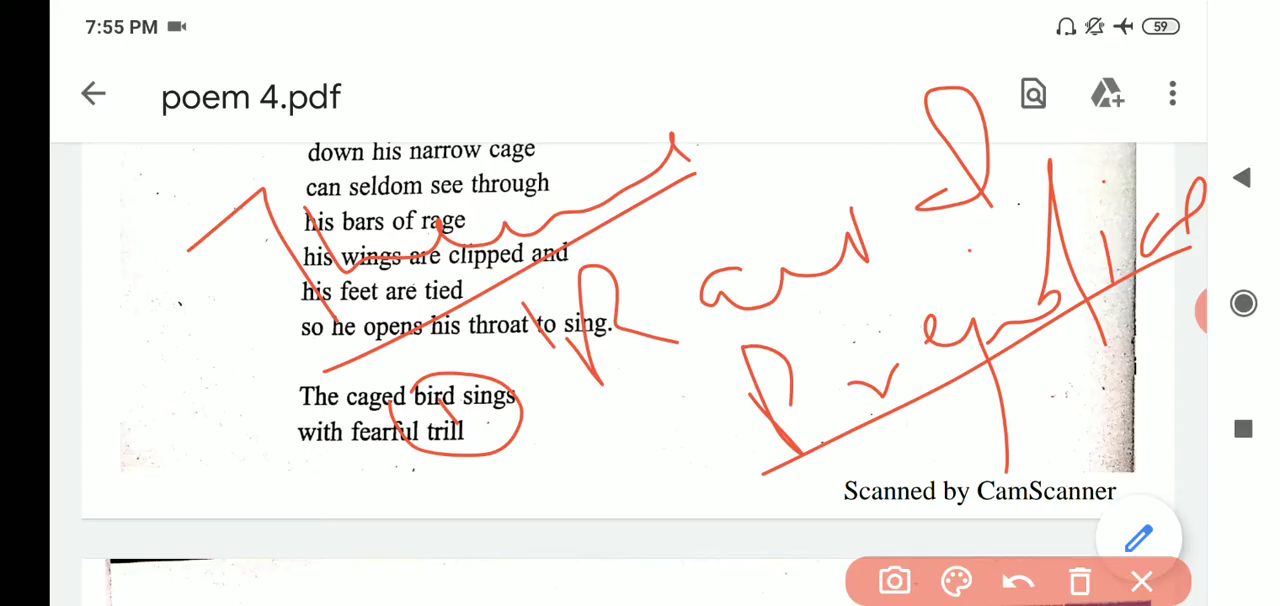 7:55 PM
59
poem 4.pdf
down his narrow cage
can seldom see through
his bars of rage
his wings are clipped and
his feet are tied
so he opens his throat to sing.
The caged bird sings
with fearful trill
and
Scanned by CamScanner